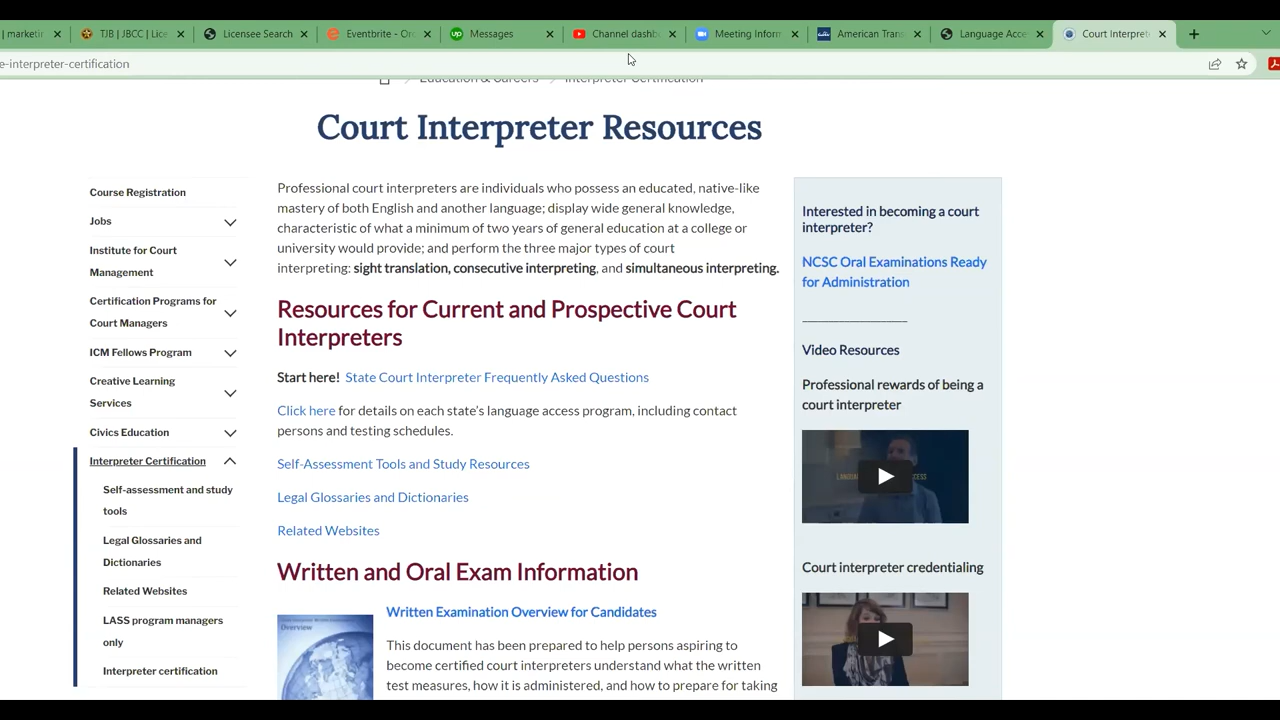 | marketin
TJB | JBCC | Lice
Licensee Search
Eventbrite - Or
Messages
Channel dashb
Meeting Inform
American Trans
Language Acce
Court Interpret
e-interpreter-certification
Education & Careers
Interpreter Certification
Court Interpreter Resources
Course Registration
Jobs
Institute for Court
Management
Certification Programs for
Court Managers
ICM Fellows Program
Creative Learning
Services
Civics Education
Interpreter Certification
Self-assessment and study
tools
Legal Glossaries and
Dictionaries
Related Websites
LASS program managers
only
Interpreter certification
Professional court interpreters are individuals who possess an educated, native-like
mastery of both English and another language; display wide general knowledge,
characteristic of what a minimum of two years of general education at a college or
university would provide; and perform the three major types of court
interpreting: sight translation, consecutive interpreting, and simultaneous interpreting.
Resources for Current and Prospective Court
Interpreters
Start here! State Court Interpreter Frequently Asked Questions
Click here for details on each state's language access program, including contact
persons and testing schedules.
Self-Assessment Tools and Study Resources
Legal Glossaries and Dictionaries
Related Websites
Written and Oral Exam Information
Overview
Written Examination Overview for Candidates
This document has been prepared to help persons aspiring to
become certified court interpreters understand what the written
test measures, how it is administered, and how to prepare for taking
Interested in becoming a court
interpreter?
NCSC Oral Examinations Ready
for Administration
Video Resources
Professional rewards of being a
court interpreter
Court interpreter credentialing